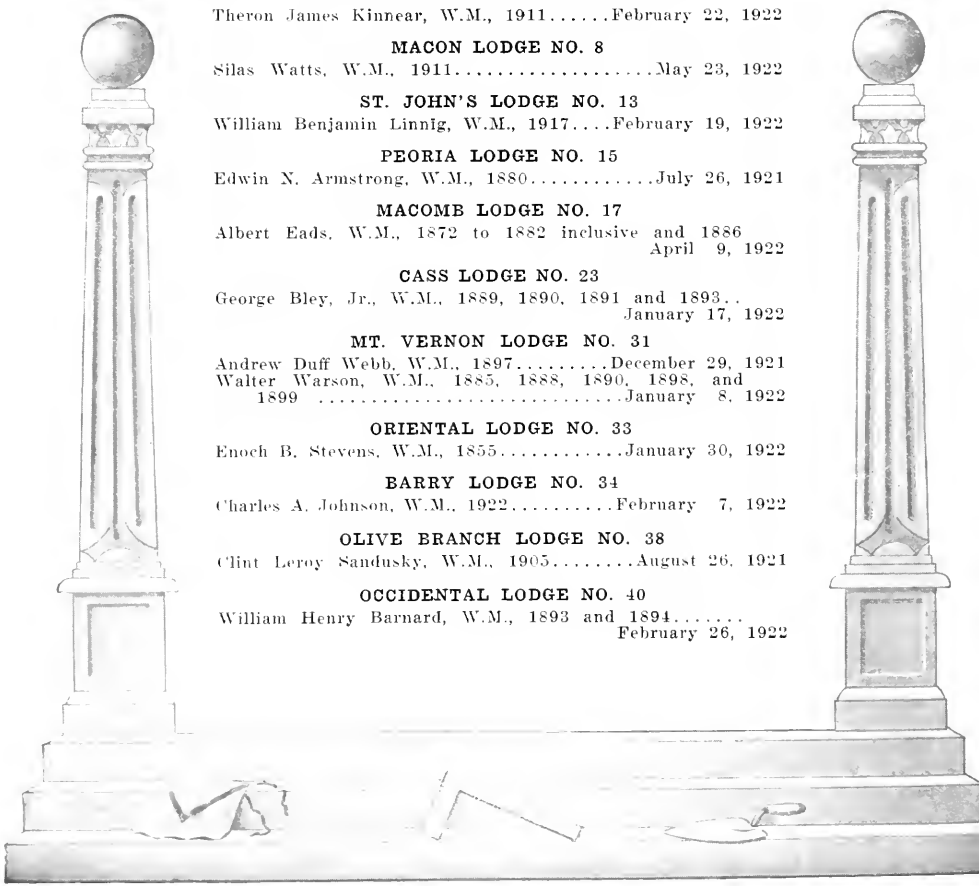 Theron James Kinnear, W.M., 1911......February 22, 1922
MACON LODGE NO. 8
Silas Watts, W.M., 1911...................May 23, 1922
ST. JOHN'S LODGE NO. 13
William Benjamin Linnig, W.M., 1917....February 19, 1922
PEORIA LODGE NO. 15
Edwin N. Armstrong, W.M., 1880............July 26, 1921
MACOMB LODGE NO. 17
Albert Eads, W.M., 1872 to 1882 inclusive and 1886
April 9, 1922
CASS LODGE NO. 23
George Bley, Jr., W.M., 1889, 1890, 1891 and 1893..
January 17, 1922
MT. VERNON LODGE NO. 31
Andrew Duff Webb, W.M., 1897.........December 29, 1921
Walter Warson, W.M., 1885, 1888, 1890, 1898, and
1899 .............................January 8, 1922
ORIENTAL LODGE NO. 33
Enoch B. Stevens, W.M., 1855............January 30, 1922
BARRY LODGE NO. 34
Charles A. Johnson, W.M., 1922..........February 7, 1922
OLIVE BRANCH LODGE NO. 38
Clint Leroy Sandusky, W.M., 1905........August 26, 1921
OCCIDENTAL LODGE NO. 40
William Henry Barnard, W.M., 1893 and 1894.......
February 26, 1922